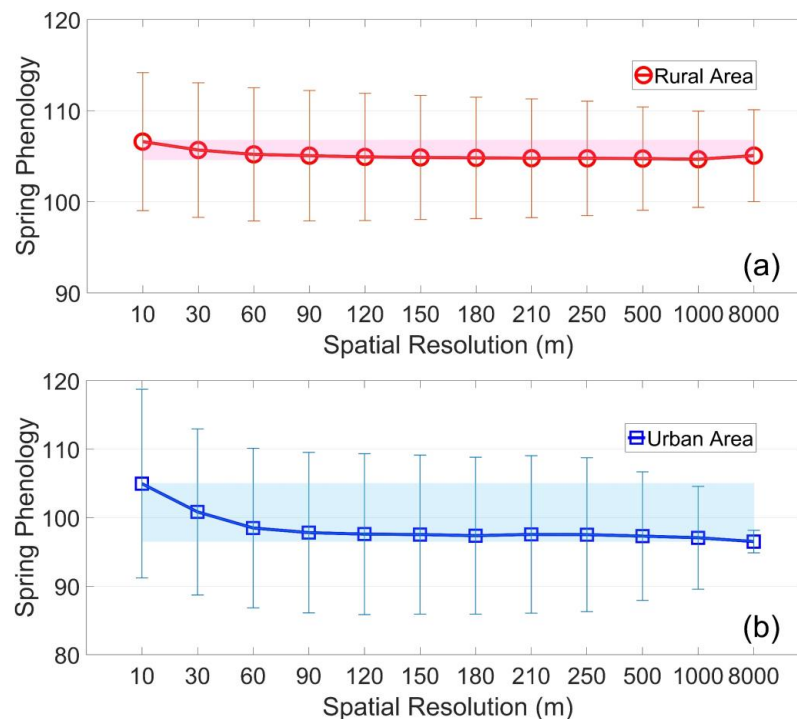 120
110
100
90
Spring Phenology
Rural Area
(a)
10 30 60 90 120 150 180 210 250 500 1000 8000
Spatial Resolution (m)
120
110
100
90
80
Spring Phenology
Urban Area
(b)
10 30 60 90 120 150 180 210 250 500 1000 8000
Spatial Resolution (m)